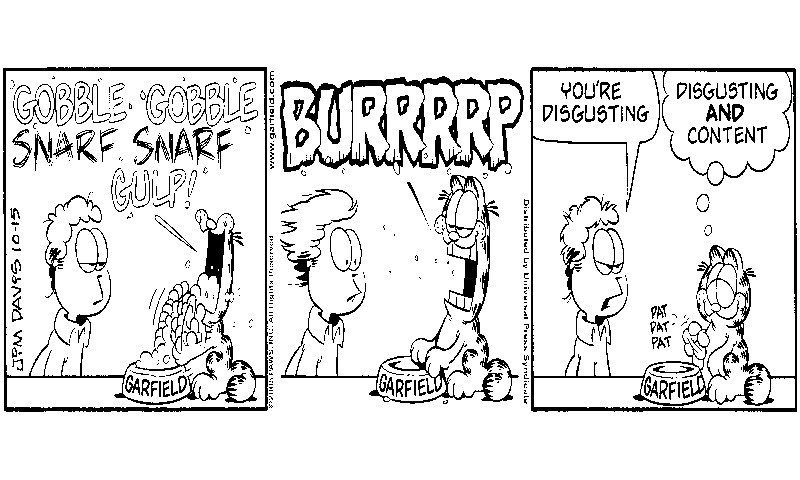 GOBBLE GOBBLE
SNARF SNARF
GULP!
JPM DAVIS 10-15
GARFIELD
www.garfield.com
BURRRRP
GARFIELD
Distributed by Universal Press Syndicate
YOU'RE
DISGUSTING
DISGUSTING
AND
CONTENT
PAT
PAT
PAT
GARFIELD